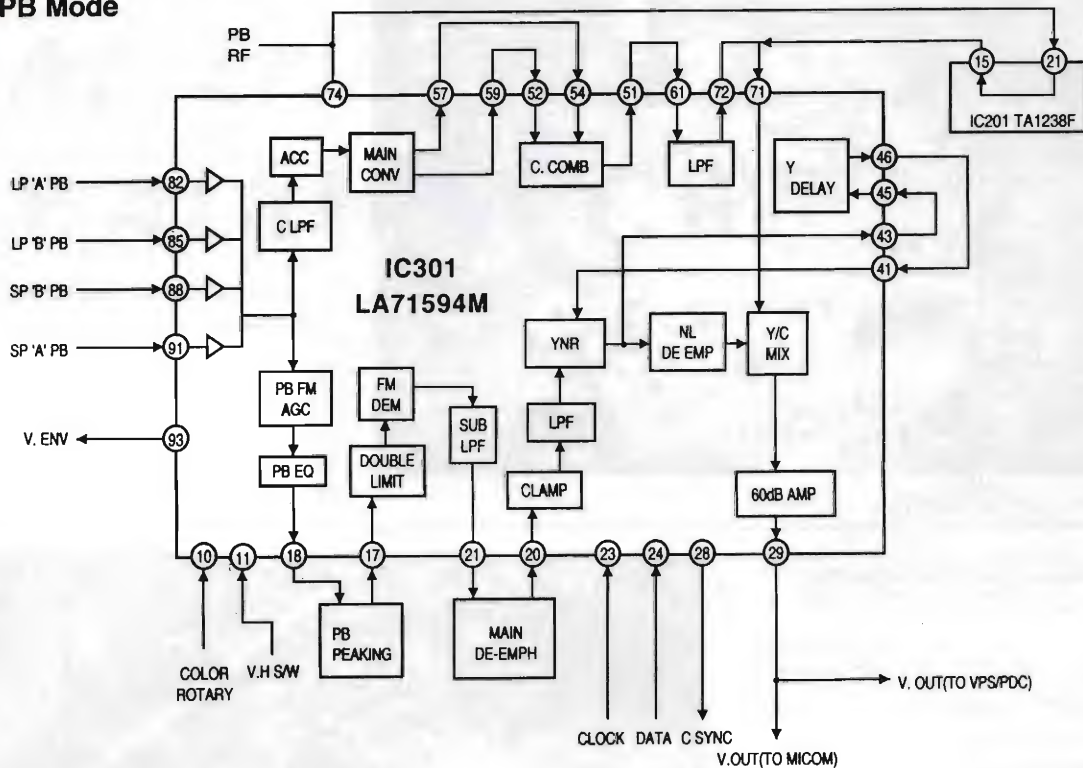 PB Mode
PB
RF
74
57
59
52
54
51
61
72
71
15
21
IC201 TA1238F
ACC
MAIN
CONV
C. COMB
LPF
Y
DELAY
46
45
43
41
LP 'A' PB
82
LP 'B' PB
85
SP 'B' PB
88
SP 'A' PB
91
V. ENV
93
C LPF
IC301
LA71594M
PB FM
AGC
PB EQ
FM
DEM
DOUBLE
LIMIT
SUB
LPF
YNR
LPF
CLAMP
NL
DE EMP
Y/C
MIX
60dB AMP
10
11
18
17
21
20
23
24
28
29
COLOR
ROTARY
V.H S/W
PB
PEAKING
MAIN
DE-EMPH
CLOCK
DATA
C SYNC
V. OUT(TO VPS/PDC)
V.OUT(TO MICOM)